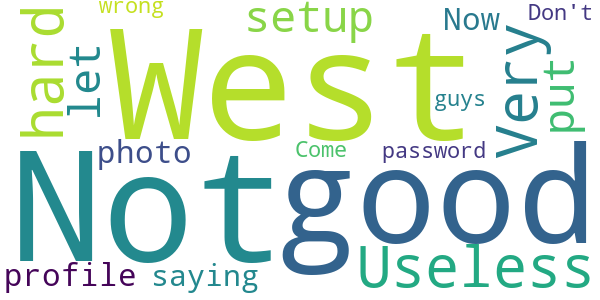 wrong
setup
Now
Don't
hard
let
West
guys
Very
put
photo
Come
password
Not
good
Useless
profile
saying